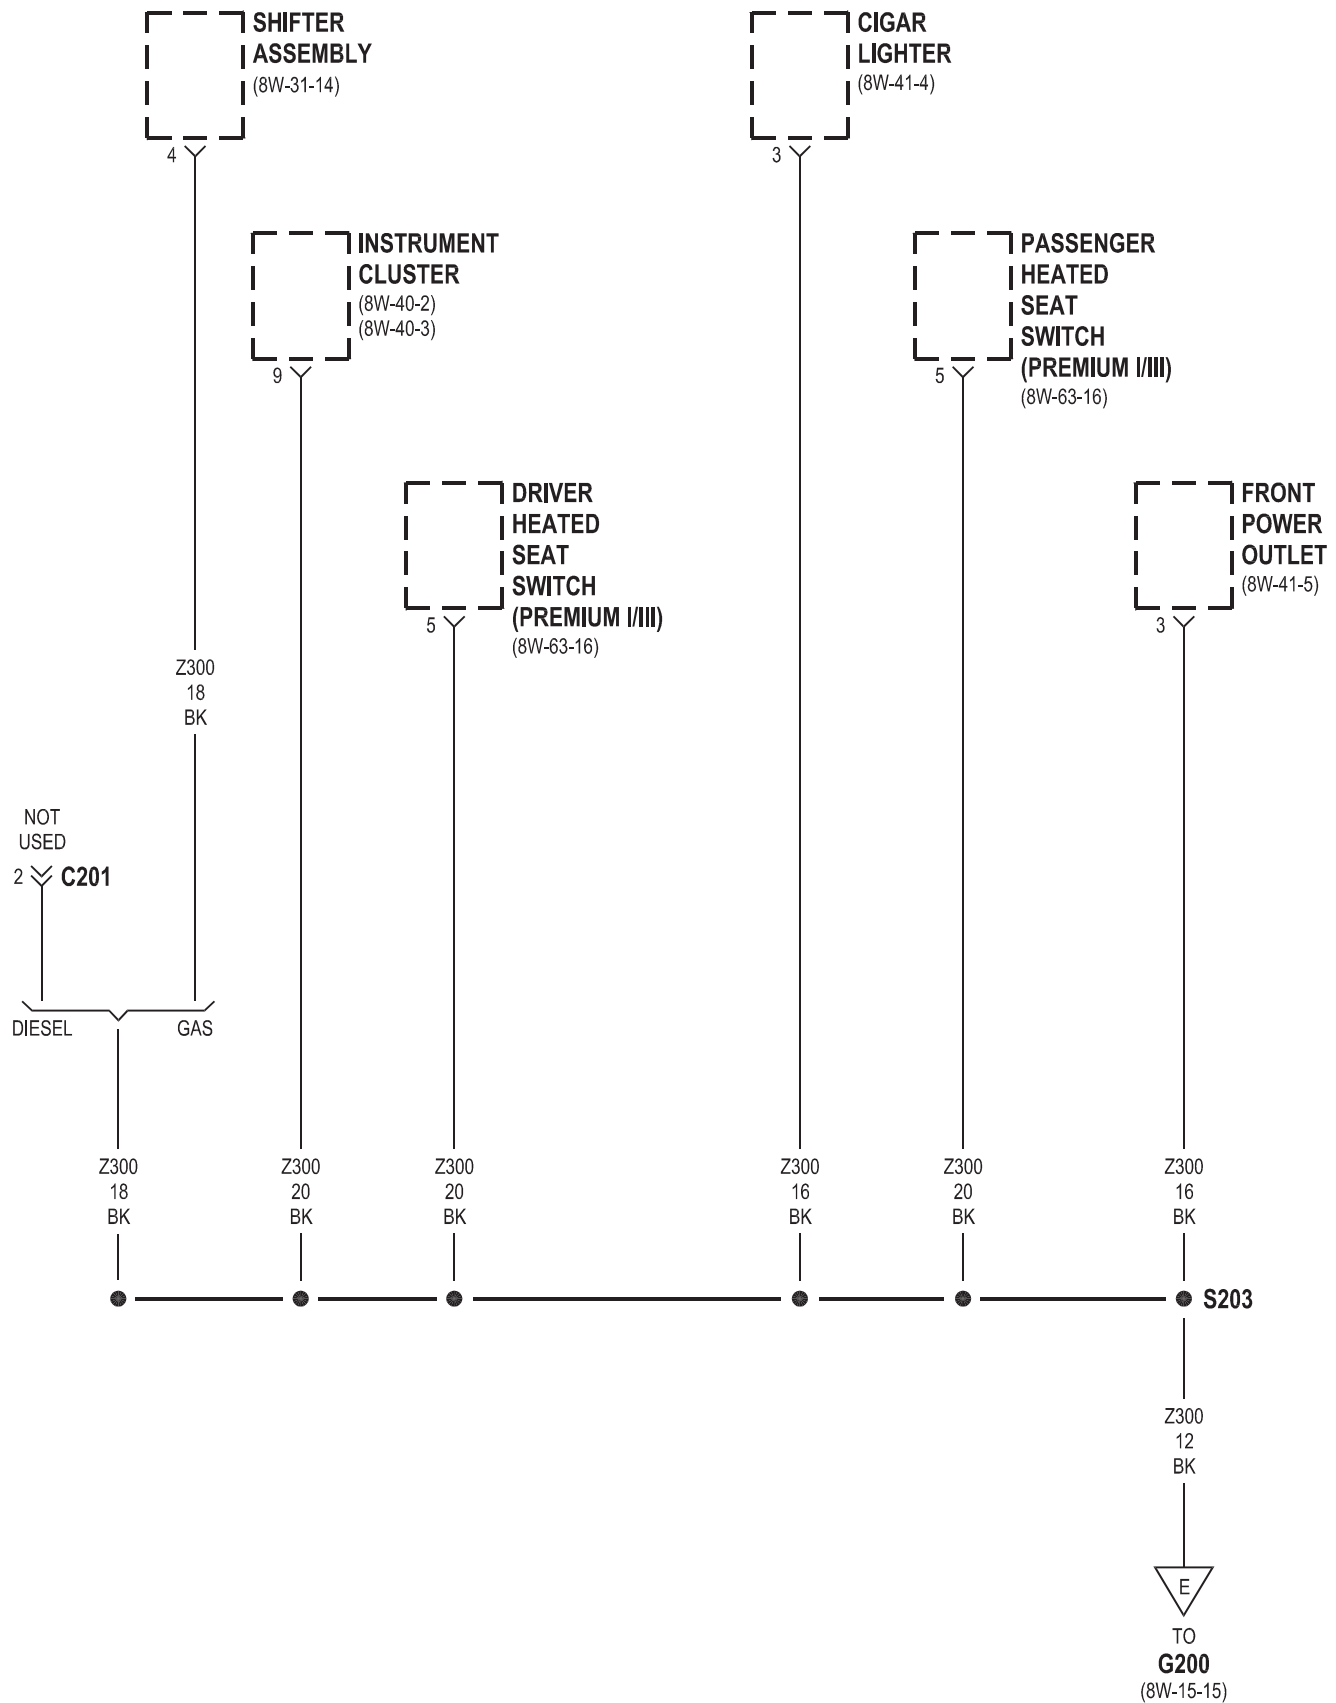 SHIFTER
ASSEMBLY
(8W-31-14)
4
CIGAR
LIGHTER
(8W-41-4)
3
INSTRUMENT
CLUSTER
(8W-40-2)
(8W-40-3)
9
PASSENGER
HEATED
SEAT
SWITCH
(PREMIUM I/III)
(8W-63-16)
5
DRIVER
HEATED
SEAT
SWITCH
(PREMIUM I/III)
(8W-63-16)
5
FRONT
POWER
OUTLET
(8W-41-5)
3
Z300
18
BK
NOT
USED
2
C201
DIESEL
GAS
Z300
18
BK
Z300
20
BK
Z300
20
BK
Z300
16
BK
Z300
20
BK
Z300
16
BK
S203
Z300
12
BK
E
TO
G200
(8W-15-15)